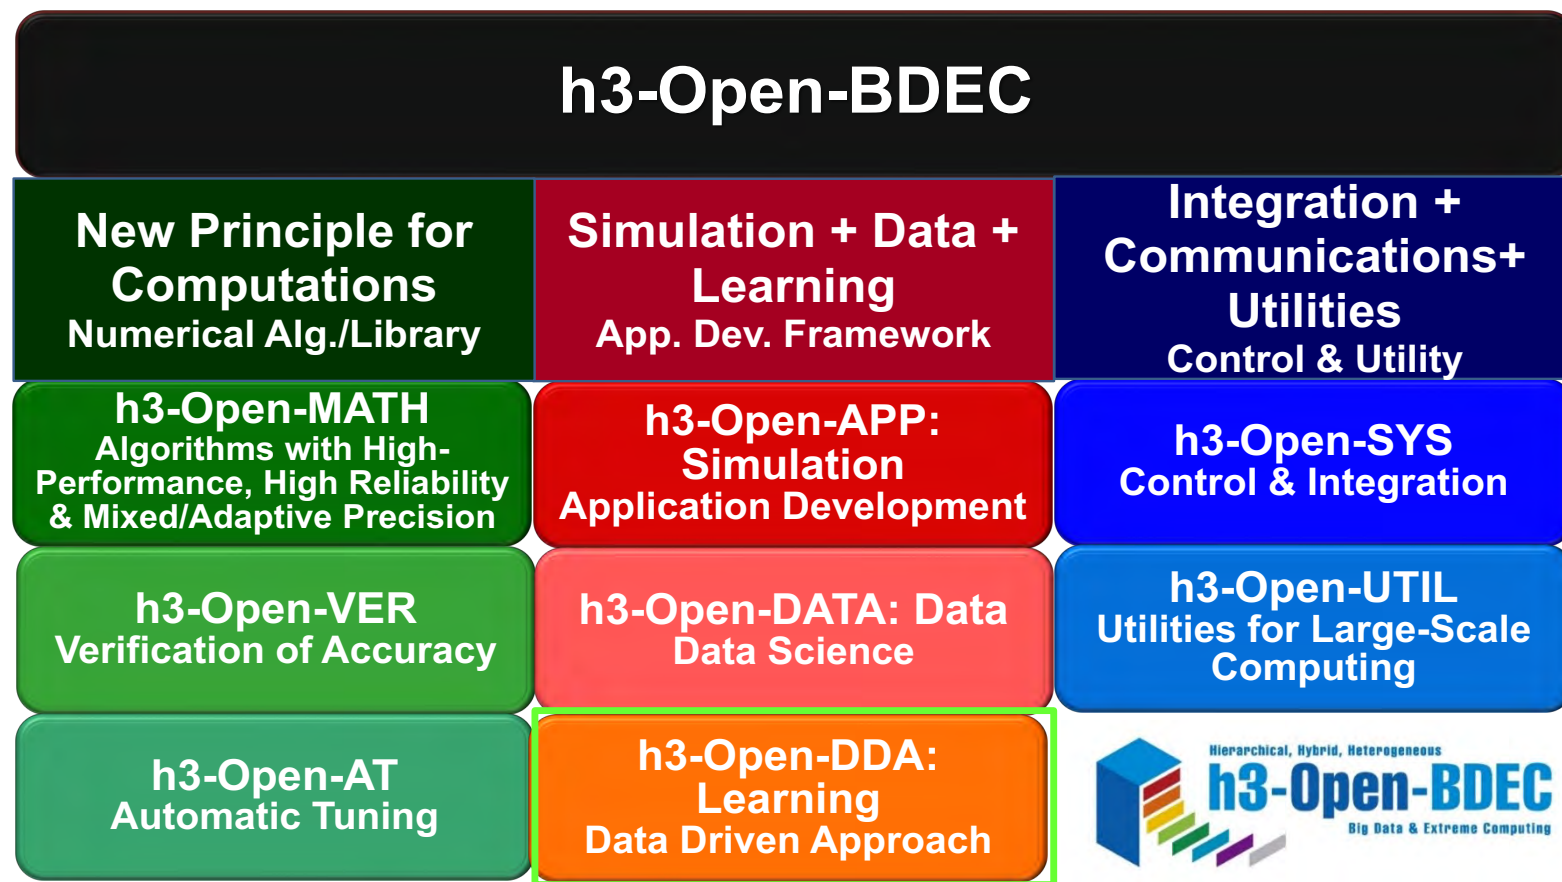 h3-Open-BDEC
New Principle for
Computations
Numerical Alg./Library
Simulation + Data +
Learning
App. Dev. Framework
Integration +
Communications+
Utilities
Control & Utility
h3-Open-MATH
Algorithms with High-
Performance, High Reliability
& Mixed/Adaptive Precision
h3-Open-APP:
Simulation
Application Development
h3-Open-SYS
Control & Integration
h3-Open-VER
Verification of Accuracy
h3-Open-DATA: Data
Data Science
h3-Open-UTIL
Utilities for Large-Scale
Computing
h3-Open-AT
Automatic Tuning
h3-Open-DDA:
Learning
Data Driven Approach
Hierarchical, Hybrid, Heterogeneous
h3-Open-BDEC
Big Data & Extreme Computing